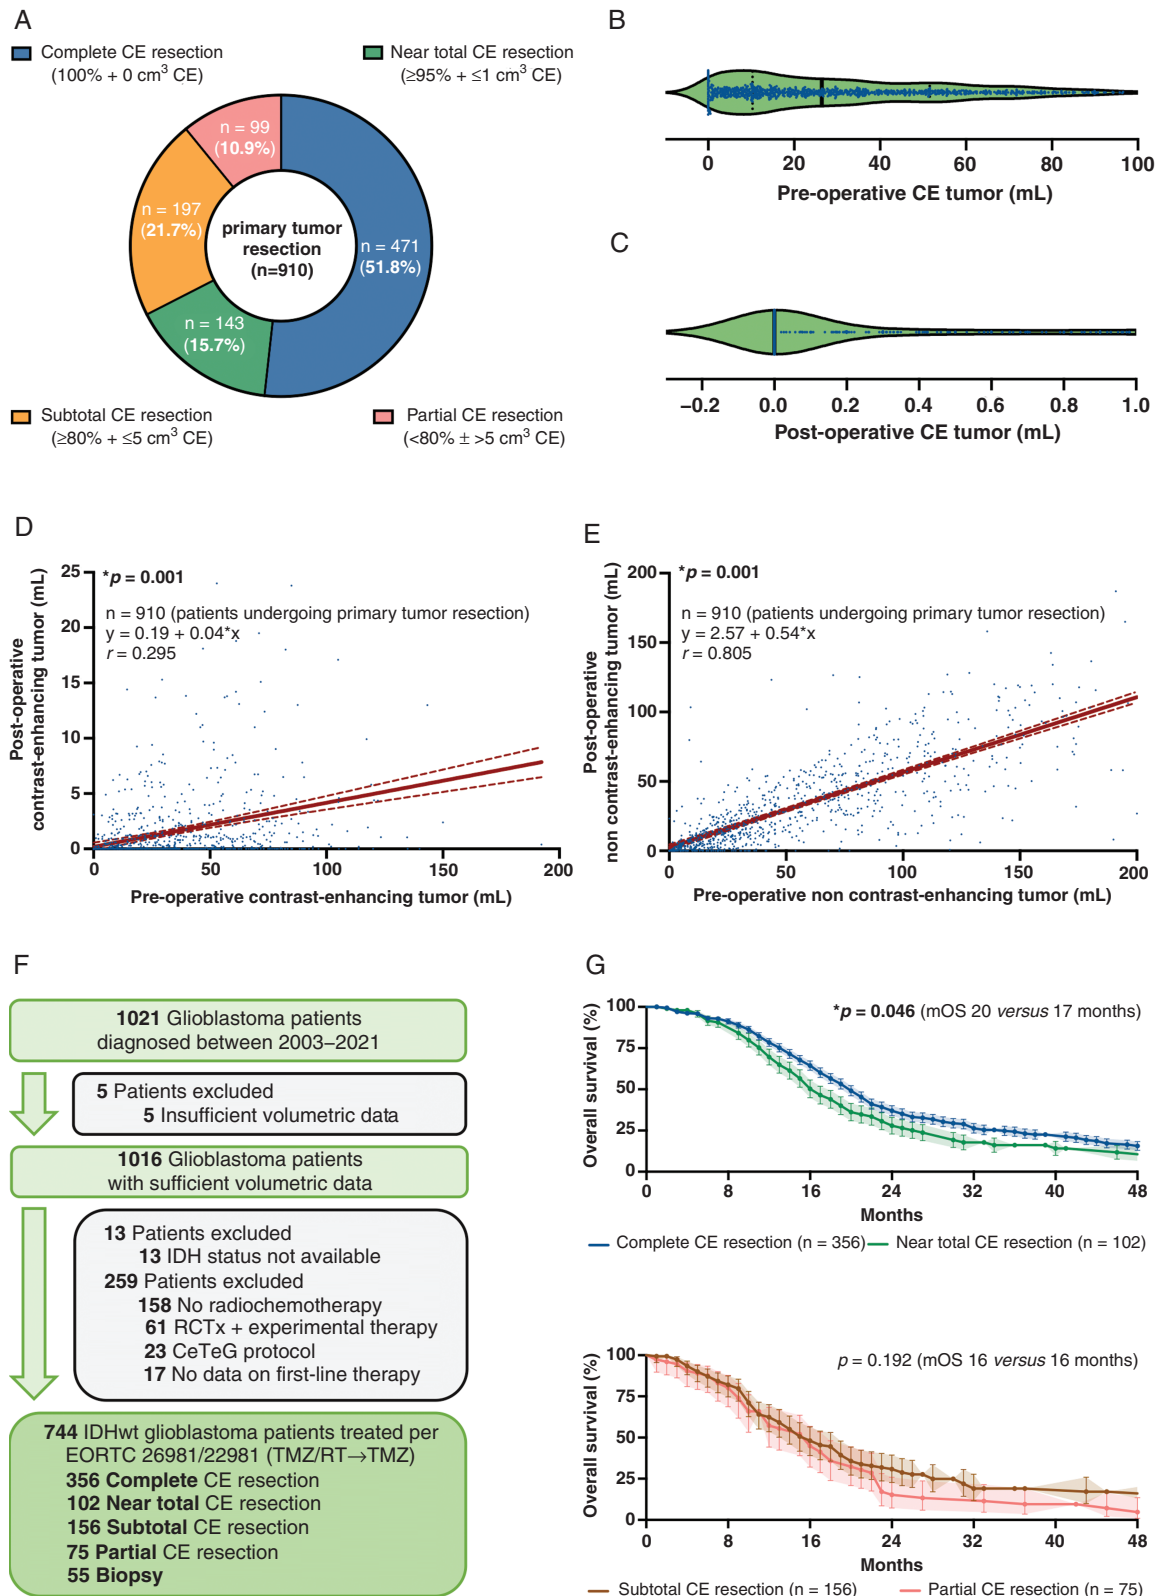 A
Complete CE resection
(100% + 0 cm³ CE)
Near total CE resection
(≥95% + ≤1 cm³ CE)
n = 99
(10.9%)
n = 197
(21.7%)
primary tumor
resection
(n=910)
n = 471
(51.8%)
n = 143
(15.7%)
Subtotal CE resection
(≥80% + ≤5 cm³ CE)
Partial CE resection
(<80% ± >5 cm³ CE)
B
0 20 40 60 80 100
Pre-operative CE tumor (mL)
C
−0.2 0.0 0.2 0.4 0.6 0.8 1.0
Post-operative CE tumor (mL)
D
Post-operative
contrast-enhancing tumor (mL)
25
20
15
10
5
0
*p = 0.001
n = 910 (patients undergoing primary tumor resection)
y = 0.19 + 0.04*x
r = 0.295
0 50 100 150 200
Pre-operative contrast-enhancing tumor (mL)
E
Post-operative
non contrast-enhancing tumor (mL)
200
150
100
50
0
*p = 0.001
n = 910 (patients undergoing primary tumor resection)
y = 2.57 + 0.54*x
r = 0.805
0 50 100 150 200
Pre-operative non contrast-enhancing tumor (mL)
F
1021 Glioblastoma patients
diagnosed between 2003–2021
5 Patients excluded
5 Insufficient volumetric data
1016 Glioblastoma patients
with sufficient volumetric data
13 Patients excluded
13 IDH status not available
259 Patients excluded
158 No radiochemotherapy
61 RCTx + experimental therapy
23 CeTeG protocol
17 No data on first-line therapy
744 IDHwt glioblastoma patients treated per
EORTC 26981/22981 (TMZ/RT→TMZ)
356 Complete CE resection
102 Near total CE resection
156 Subtotal CE resection
75 Partial CE resection
55 Biopsy
G
Overall survival (%)
100
75
50
25
0
*p = 0.046 (mOS 20 versus 17 months)
0 8 16 24 32 40 48
Months
Complete CE resection (n = 356) Near total CE resection (n = 102)
Overall survival (%)
100
75
50
25
0
p = 0.192 (mOS 16 versus 16 months)
0 8 16 24 32 40 48
Months
Subtotal CE resection (n = 156) Partial CE resection (n = 75)